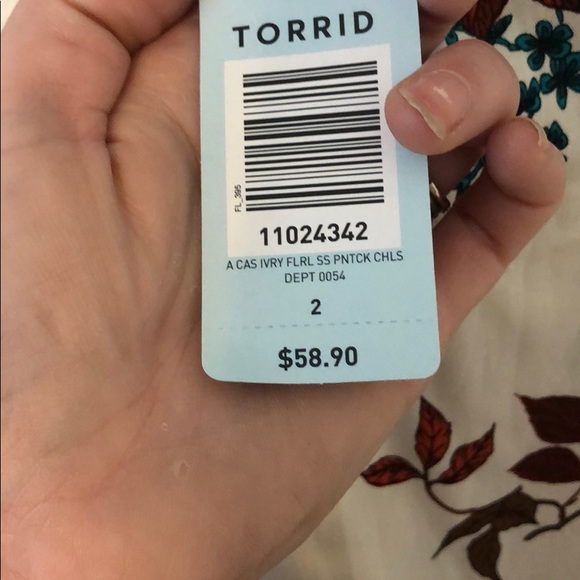 TORRID
FL_395
11024342
A CAS IVRY FLRL SS PNTCK CHLS
DEPT 0054
2
$58.90